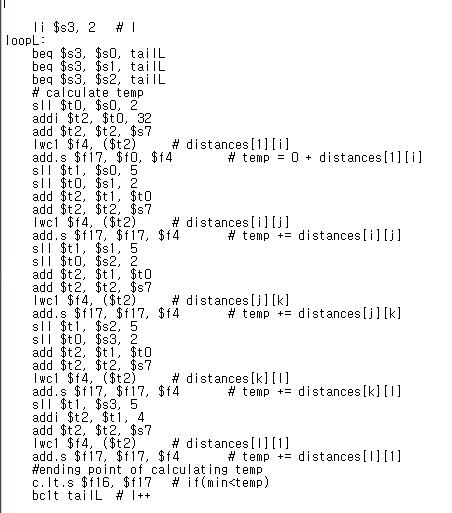 li $s3, 2 # l
loopL:
beq $s3, $s0, tailL
beq $s3, $s1, tailL
beq $s3, $s2, tailL
# calculate temp
sll $t0, $s0, 2
addi $t2, $t0, 32
add $t2, $t2, $s7
lwc1 $f4, ($t2) # distances[1][i]
add.s $f17, $f0, $f4 # temp = 0 + distances[1][i]
sll $t1, $s0, 5
sll $t0, $s1, 2
add $t2, $t1, $t0
add $t2, $t2, $s7
lwc1 $f4, ($t2) # distances[i][j]
add.s $f17, $f17, $f4 # temp += distances[i][j]
sll $t1, $s1, 5
sll $t0, $s2, 2
add $t2, $t1, $t0
add $t2, $t2, $s7
lwc1 $f4, ($t2) # distances[j][k]
add.s $f17, $f17, $f4 # temp += distances[j][k]
sll $t1, $s2, 5
sll $t0, $s3, 2
add $t2, $t1, $t0
add $t2, $t2, $s7
lwc1 $f4, ($t2) # distances[k][l]
add.s $f17, $f17, $f4 # temp += distances[k][l]
sll $t1, $s3, 5
addi $t2, $t1, 4
add $t2, $t2, $s7
lwc1 $f4, ($t2) # distances[l][1]
add.s $f17, $f17, $f4 # temp += distances[l][1]
#ending point of calculating temp
c.lt.s $f16, $f17 # if(min<temp)
bc1t tailL # l++